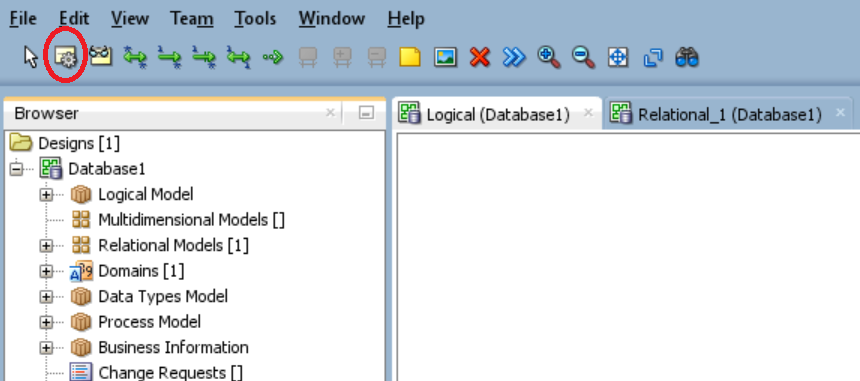 File Edit View Team Tools Window Help
Browser
Logical (Database1) Relational_1 (Database1)
Designs [1]
Database1
Logical Model
Multidimensional Models []
Relational Models [1]
Domains [1]
Data Types Model
Process Model
Business Information
Change Requests []